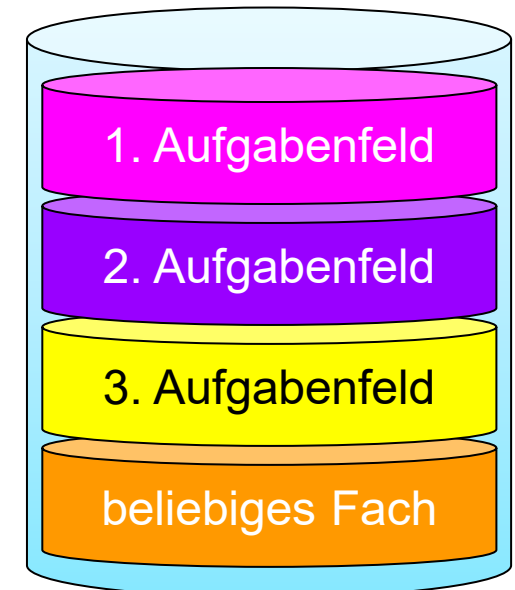 1. Aufgabenfeld
2. Aufgabenfeld
3. Aufgabenfeld
beliebiges Fach